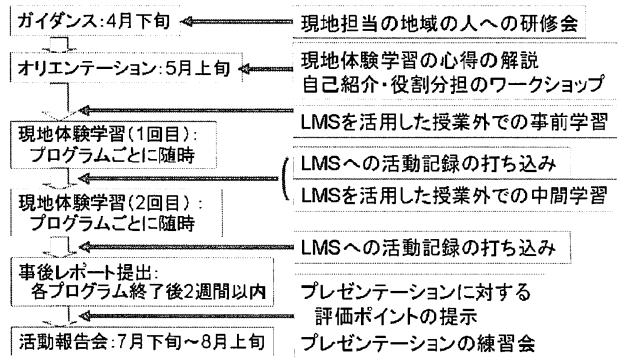 ガイダンス:4月下旬
現地担当の地域の人への研修会
オリエンテーション:5月上旬
現地体験学習の心得の解説
自己紹介・役割分担のワークショップ
LMSを活用した授業外での事前学習
現地体験学習(1回目):
プログラムごとに随時
LMSへの活動記録の打ち込み
LMSを活用した授業外での中間学習
現地体験学習(2回目):
プログラムごとに随時
LMSへの活動記録の打ち込み
事後レポート提出:
各プログラム終了後2週間以内
プレゼンテーションに対する
評価ポイントの提示
プレゼンテーションの練習会
活動報告会:7月下旬~8月上旬